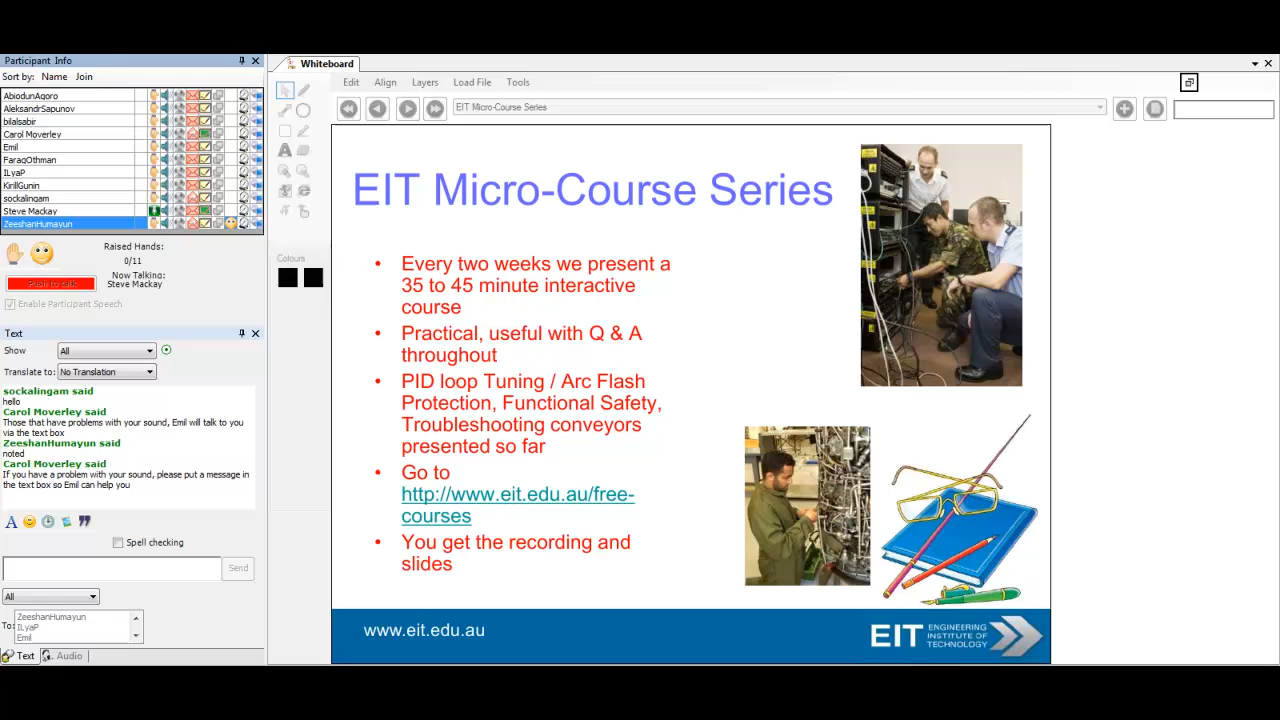 Participant Info
Sort by: Name Join
AbiodunAgoro
AleksandrSapunov
bilalsabir
Carol Moverley
Emil
FaraqOthman
ILyaP
KirillGunin
sockalingam
Steve Mackay
ZeeshanHumayun
Raised Hands:
0/11
Now Talking:
Steve Mackay
Push to talk
Enable Participant Speech
Text
Show All
Translate to: No Translation
sockalingam said
hello
Carol Moverley said
Those that have problems with your sound, Emil will talk to you
via the text box
ZeeshanHumayun said
noted
Carol Moverley said
If you have a problem with your sound, please put a message in
the text box so Emil can help you
Spell checking
Send
All
To:
ZeeshanHumayun
ILyaP
Emil
Text Audio
Whiteboard
Edit Align Layers Load File Tools
EIT Micro-Course Series
Colours
EIT Micro-Course Series
• Every two weeks we present a
35 to 45 minute interactive
course
• Practical, useful with Q & A
throughout
• PID loop Tuning / Arc Flash
Protection, Functional Safety,
Troubleshooting conveyors
presented so far
• Go to
http://www.eit.edu.au/free-
courses
• You get the recording and
slides
www.eit.edu.au
EIT ENGINEERING
INSTITUTE OF
TECHNOLOGY